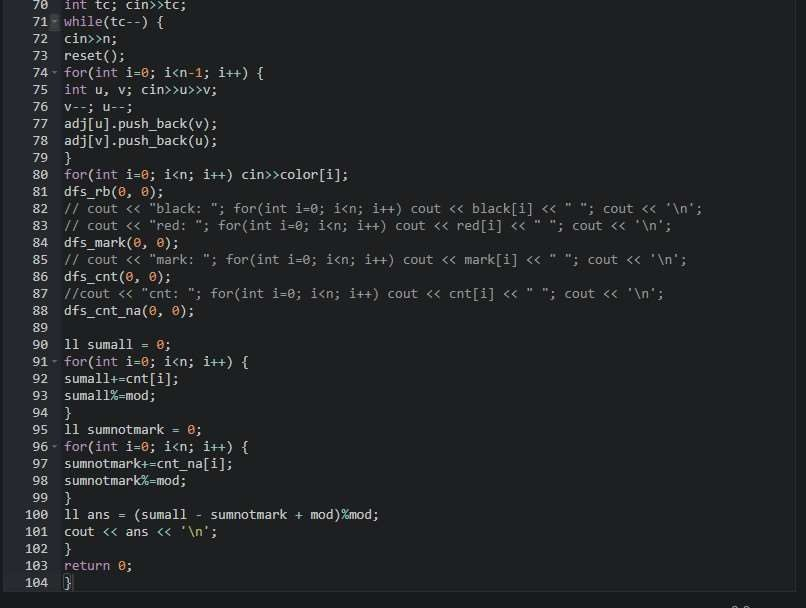 70 int tc; cin>>tc;
71 while(tc--) {
72 cin>>n;
73 reset();
74 for(int i=0; i<n-1; i++) {
75 int u, v; cin>>u>>v;
76 v--; u--;
77 adj[u].push_back(v);
78 adj[v].push_back(u);
79 }
80 for(int i=0; i<n; i++) cin>>color[i];
81 dfs_rb(0, 0);
82 // cout << "black: "; for(int i=0; i<n; i++) cout << black[i] << " "; cout << '\n';
83 // cout << "red: "; for(int i=0; i<n; i++) cout << red[i] << " "; cout << '\n';
84 dfs_mark(0, 0);
85 // cout << "mark: "; for(int i=0; i<n; i++) cout << mark[i] << " "; cout << '\n';
86 dfs_cnt(0, 0);
87 //cout << "cnt: "; for(int i=0; i<n; i++) cout << cnt[i] << " "; cout << '\n';
88 dfs_cnt_na(0, 0);
89
90 ll sumall = 0;
91 for(int i=0; i<n; i++) {
92 sumall+=cnt[i];
93 sumall%=mod;
94 }
95 ll sumnotmark = 0;
96 for(int i=0; i<n; i++) {
97 sumnotmark+=cnt_na[i];
98 sumnotmark%=mod;
99 }
100 ll ans = (sumall - sumnotmark + mod)%mod;
101 cout << ans << '\n';
102 }
103 return 0;
104 }